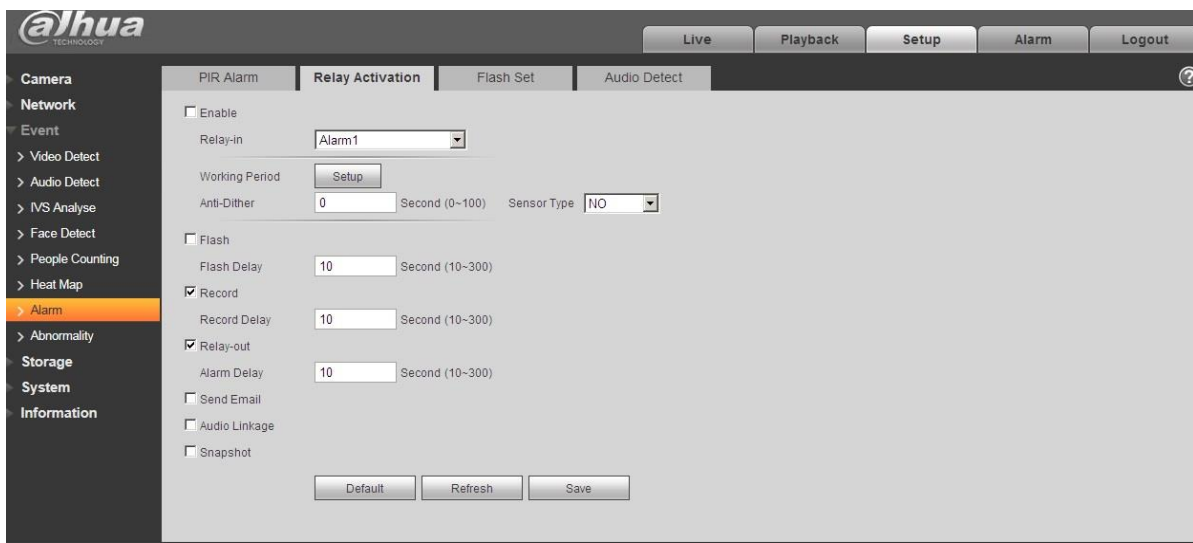 alhua
TECHNOLOGY
Live Playback Setup Alarm Logout
Camera
Network
Event
> Video Detect
> Audio Detect
> IVS Analyse
> Face Detect
> People Counting
> Heat Map
> Alarm
> Abnormality
Storage
System
Information
PIR Alarm Relay Activation Flash Set Audio Detect ?
Enable
Relay-in Alarm1
Working Period Setup
Anti-Dither 0 Second (0~100) Sensor Type NO
Flash
Flash Delay 10 Second (10~300)
Record
Record Delay 10 Second (10~300)
Relay-out
Alarm Delay 10 Second (10~300)
Send Email
Audio Linkage
Snapshot
Default Refresh Save